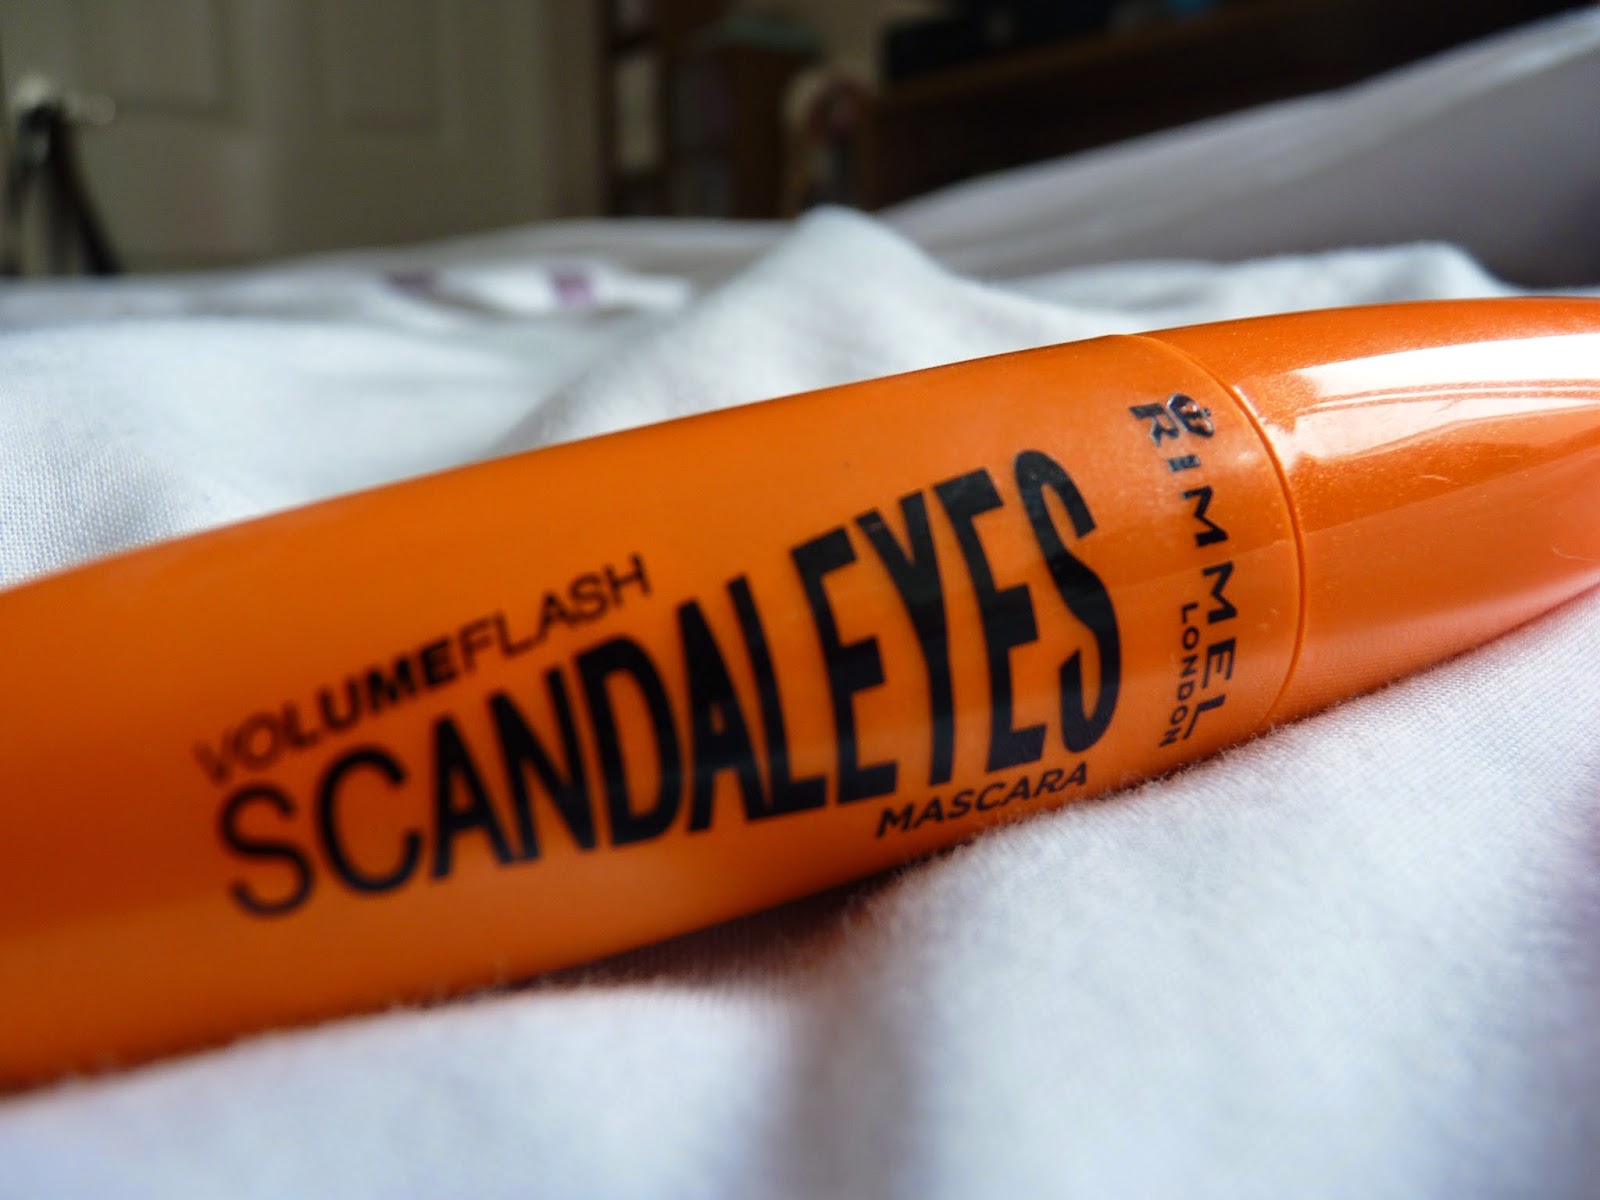 VOLUMEFLASH
SCANDALEYES
MASCARA
RIMMEL
LONDON